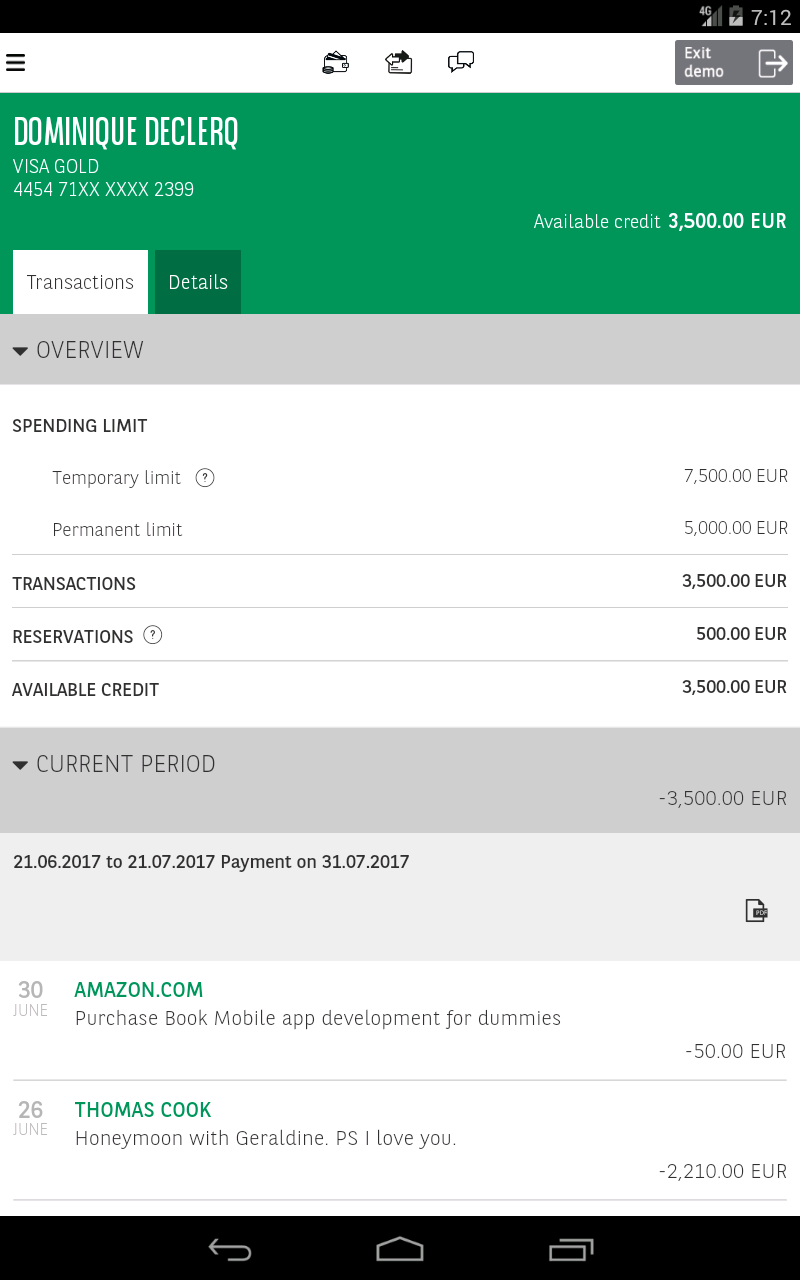 4G 7:12
Exit
demo
DOMINIQUE DECLERQ
VISA GOLD
4454 71XX XXXX 2399
Available credit 3,500.00 EUR
Transactions Details
OVERVIEW
SPENDING LIMIT
Temporary limit ? 7,500.00 EUR
Permanent limit 5,000.00 EUR
TRANSACTIONS 3,500.00 EUR
RESERVATIONS ? 500.00 EUR
AVAILABLE CREDIT 3,500.00 EUR
CURRENT PERIOD
-3,500.00 EUR
21.06.2017 to 21.07.2017 Payment on 31.07.2017
PDF
30 AMAZON.COM
JUNE Purchase Book Mobile app development for dummies
-50.00 EUR
26 THOMAS COOK
JUNE Honeymoon with Geraldine. PS I love you.
-2,210.00 EUR